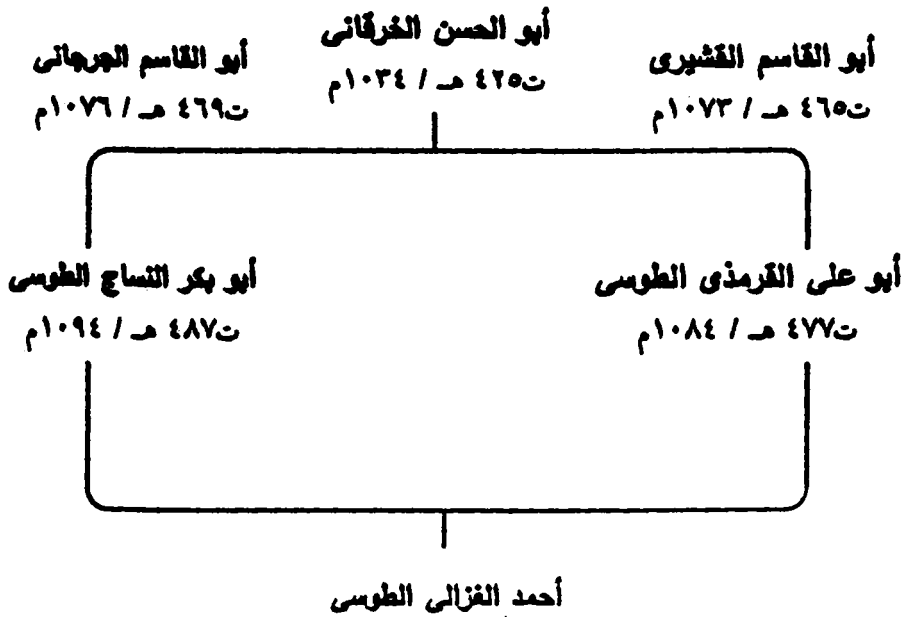 أبو الحسن الخرقانى
ت٤٢٥ هـ / ١٠٣٤م
أبو القاسم القشيرى
ت٤٦٥ هـ / ١٠٧٣م
أبو القاسم الجرجانى
ت٤٦٩ هـ / ١٠٧٦م
أبو على القرمذى الطوسى
ت٤٧٧ هـ / ١٠٨٤م
أبو بكر النساج الطوسى
ت٤٨٧ هـ / ١٠٩٤م
أحمد الغزالى الطوسى